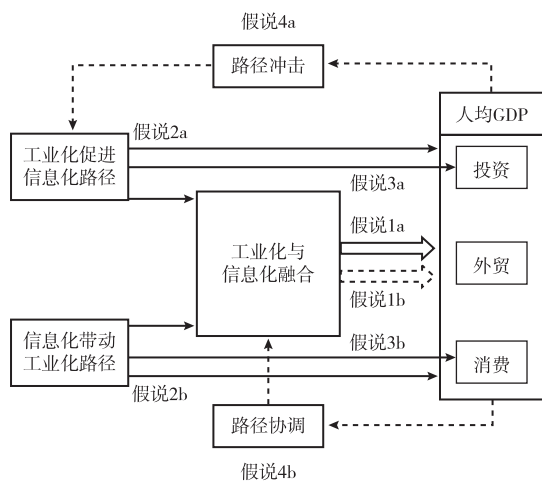 假说4a
路径冲击
人均GDP
假说2a
工业化促进
信息化路径
投资
假说3a
假说1a
工业化与
信息化融合
外贸
假说1b
信息化带动
工业化路径
假说3b
消费
假说2b
路径协调
假说4b